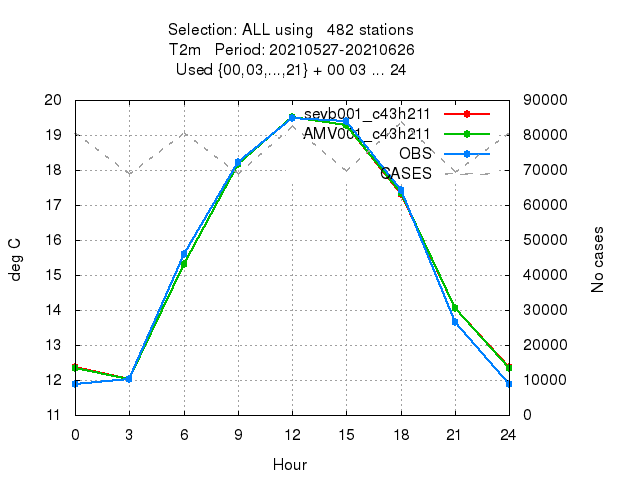 Selection: ALL using 482 stations
T2m Period: 20210527-20210626
Used {00,03,...,21} + 00 03 ... 24
20 90000
sevb001_c43h211
19 AMV001_c43h211 80000
OBS
18 CASES 70000
17 60000
16 50000
15 40000
14 30000
13 20000
12 10000
11 0
0 3 6 9 12 15 18 21 24
deg C
No cases
Hour